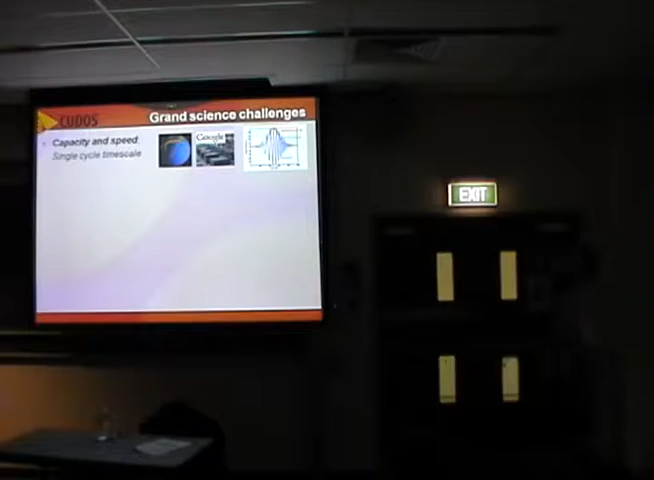 CUDOS
Grand science challenges
Capacity and speed
Single cycle timescale
Google
EXIT